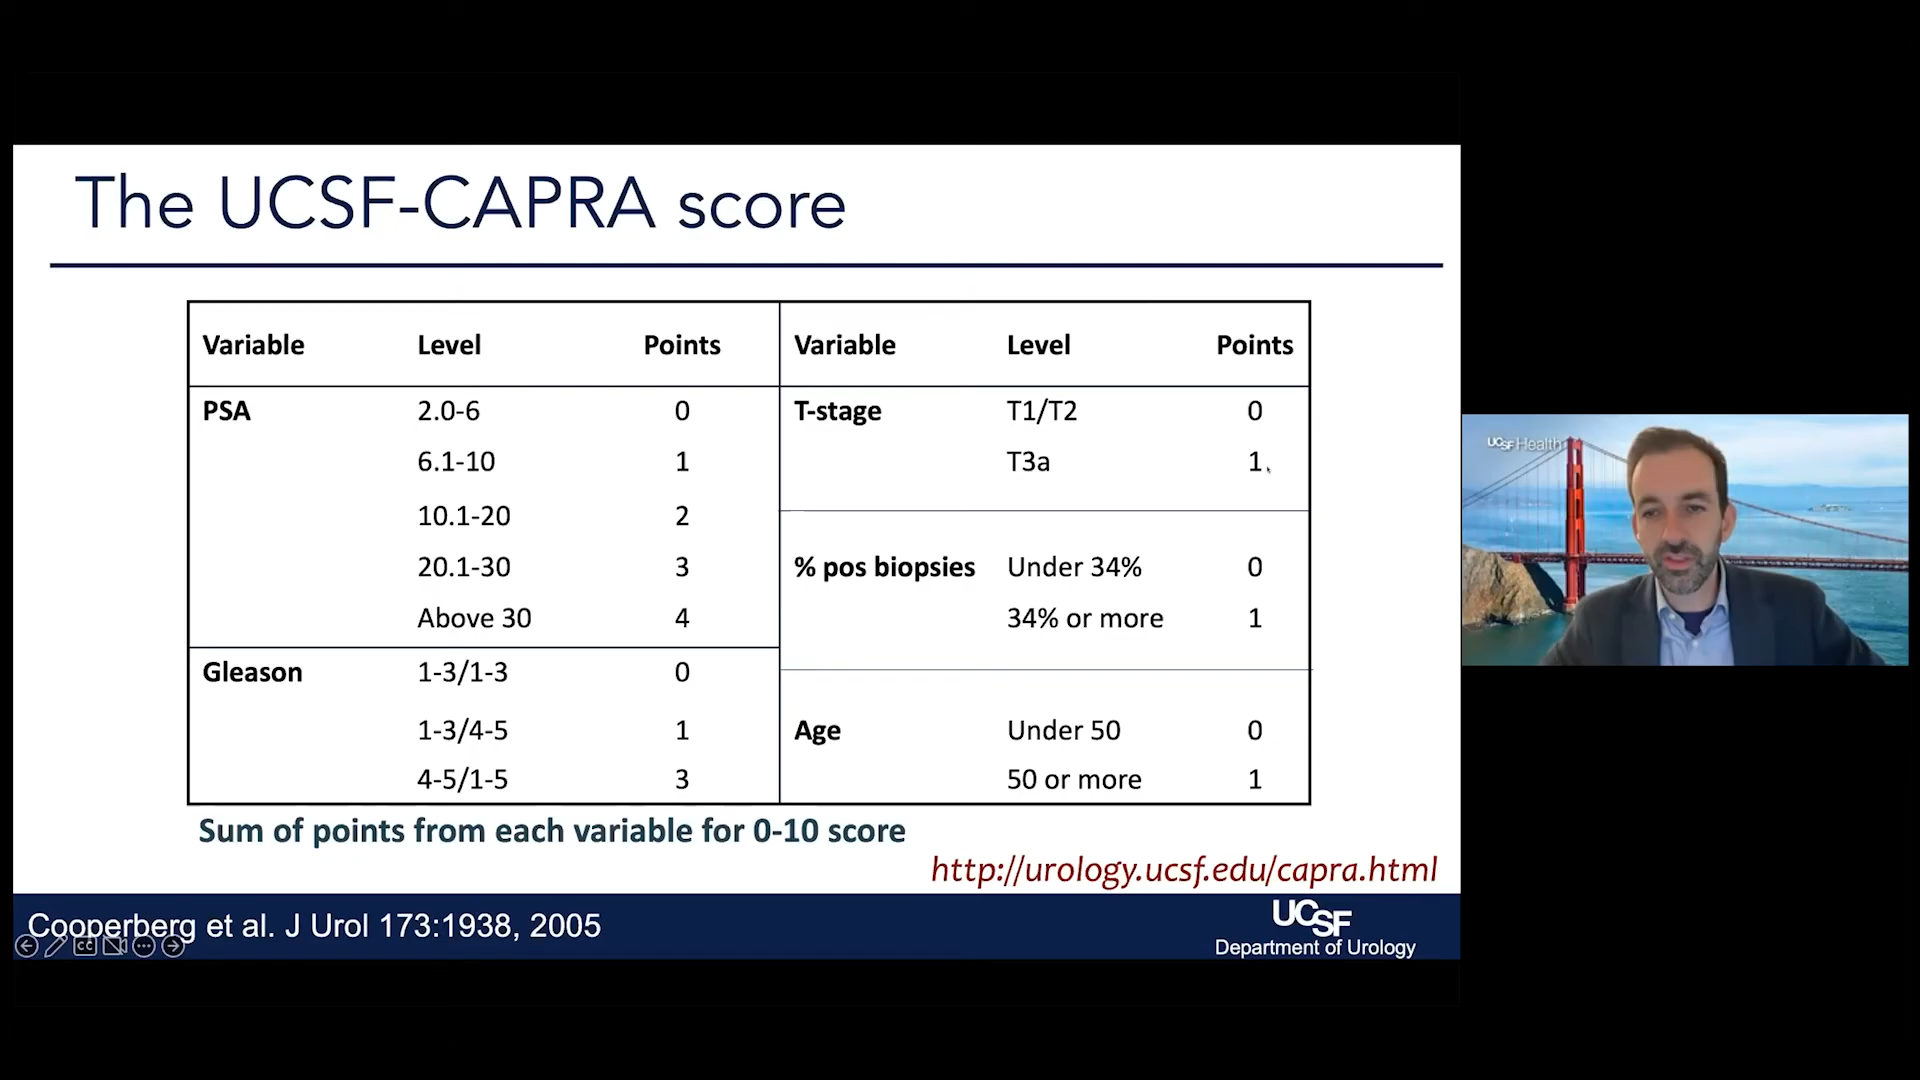 The UCSF-CAPRA score
Variable Level Points Variable Level Points
PSA 2.0-6 0 T-stage T1/T2 0
6.1-10 1 T3a 1
10.1-20 2
20.1-30 3 % pos biopsies Under 34% 0
Above 30 4 34% or more 1
Gleason 1-3/1-3 0
1-3/4-5 1 Age Under 50 0
4-5/1-5 3 50 or more 1
Sum of points from each variable for 0-10 score
http://urology.ucsf.edu/capra.html
Cooperberg et al. J Urol 173:1938, 2005
UCSF
Department of Urology
CC
UCSF Health